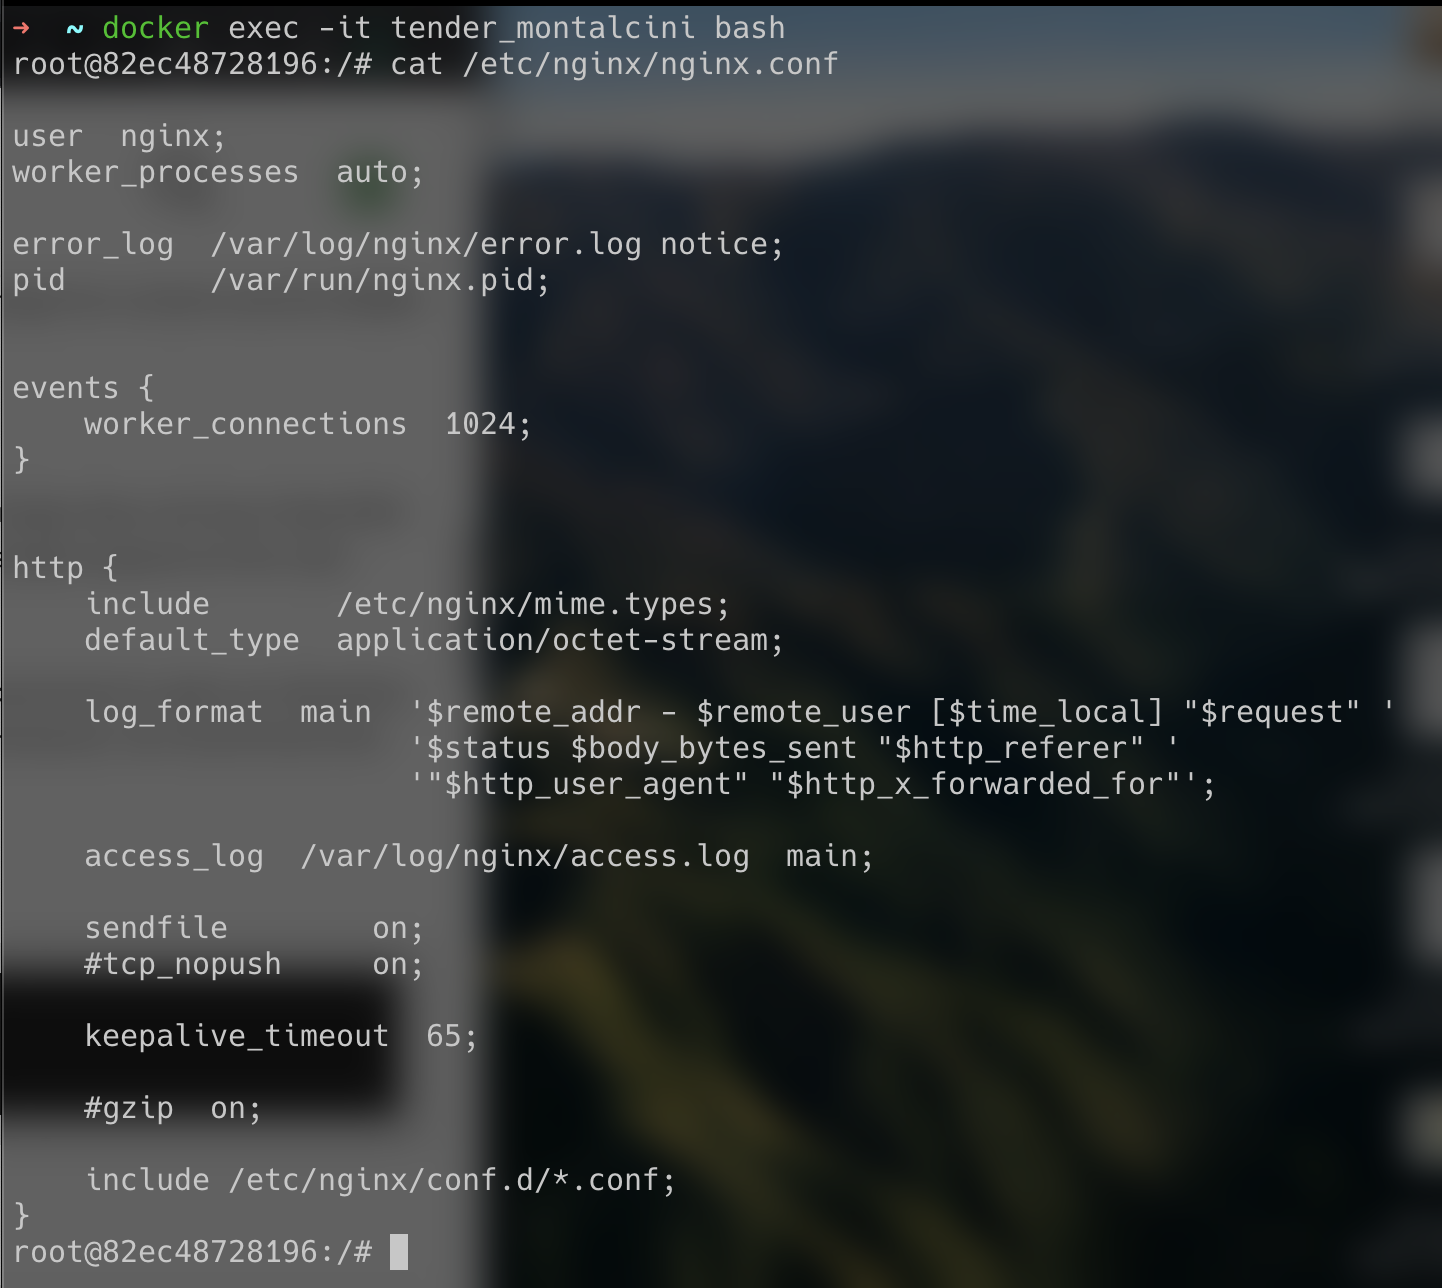 ➜  ~ docker exec -it tender_montalcini bash
root@82ec48728196:/# cat /etc/nginx/nginx.conf

user  nginx;
worker_processes  auto;

error_log  /var/log/nginx/error.log notice;
pid        /var/run/nginx.pid;


events {
    worker_connections  1024;
}


http {
    include       /etc/nginx/mime.types;
    default_type  application/octet-stream;

    log_format  main  '$remote_addr - $remote_user [$time_local] "$request" '
                      '$status $body_bytes_sent "$http_referer" '
                      '"$http_user_agent" "$http_x_forwarded_for"';

    access_log  /var/log/nginx/access.log  main;

    sendfile        on;
    #tcp_nopush     on;

    keepalive_timeout  65;

    #gzip  on;

    include /etc/nginx/conf.d/*.conf;
}
root@82ec48728196:/#